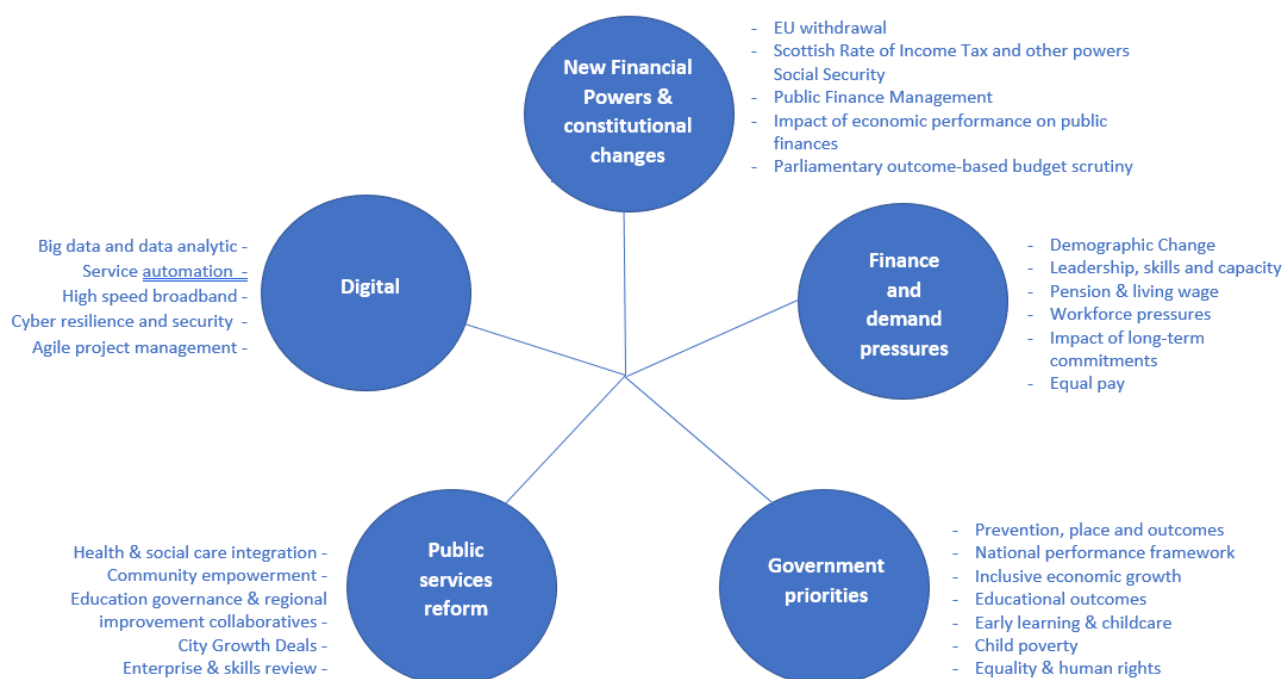 New Financial
Powers &
constitutional
changes
- EU withdrawal
- Scottish Rate of Income Tax and other powers
Social Security
- Public Finance Management
- Impact of economic performance on public
finances
- Parliamentary outcome-based budget scrutiny
Digital
Big data and data analytic -
Service automation -
High speed broadband -
Cyber resilience and security -
Agile project management -
Finance
and
demand
pressures
- Demographic Change
- Leadership, skills and capacity
- Pension & living wage
- Workforce pressures
- Impact of long-term
commitments
- Equal pay
Public
services
reform
Health & social care integration -
Community empowerment -
Education governance & regional
improvement collaboratives -
City Growth Deals -
Enterprise & skills review -
Government
priorities
- Prevention, place and outcomes
- National performance framework
- Inclusive economic growth
- Educational outcomes
- Early learning & childcare
- Child poverty
- Equality & human rights